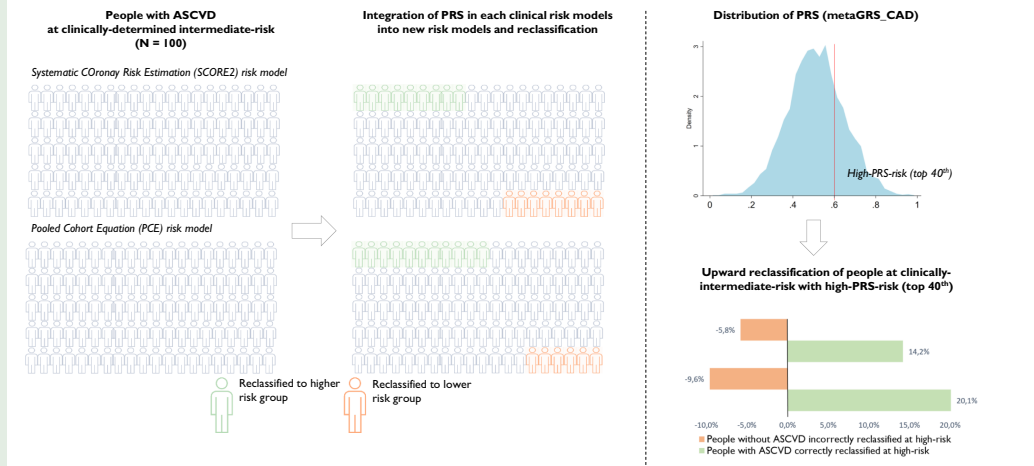 People with ASCVD
at clinically-determined intermediate-risk
(N = 100)
Systematic COronay Risk Estimation (SCORE2) risk model
Pooled Cohort Equation (PCE) risk model
Integration of PRS in each clinical risk models
into new risk models and reclassification
Reclassified to higher
risk group
Reclassified to lower
risk group
Distribution of PRS (metaGRS_CAD)
Density
3
2
1
0
0
.2
.4
.6
.8
1
High-PRS-risk (top 40th)
Upward reclassification of people at clinically-
intermediate-risk with high-PRS-risk (top 40th)
-5,8%
14,2%
-9,6%
20,1%
-10,0%
-5,0%
0,0%
5,0%
10,0%
15,0%
20,0%
People without ASCVD incorrectly reclassified at high-risk
People with ASCVD correctly reclassified at high-risk